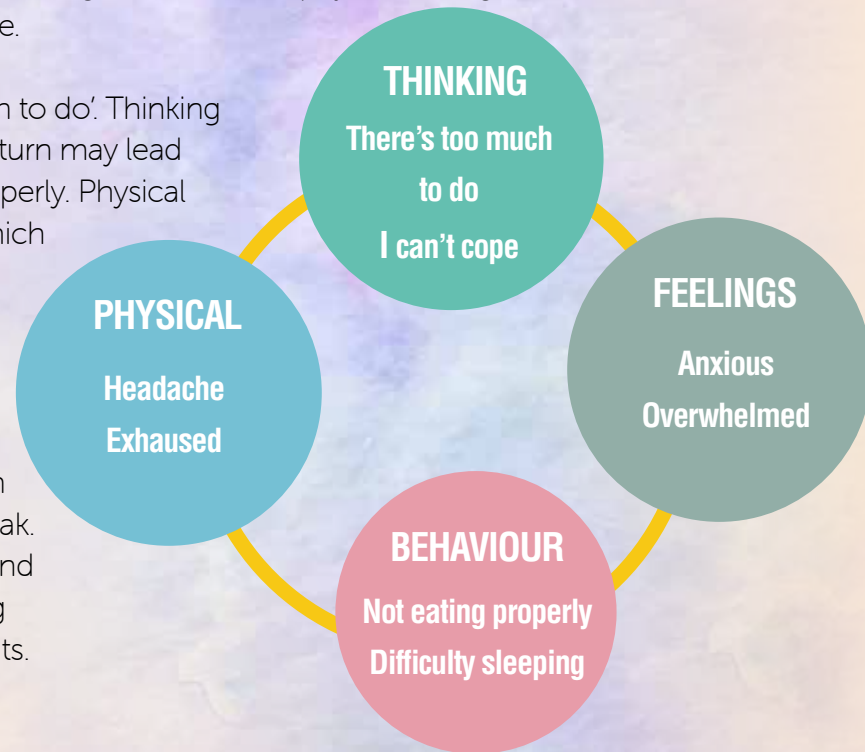 e.
n to do'. Thinking
turn may lead
perly. Physical
hich
n
ak.
nd
g
ts.
THINKING
There's too much
to do
I can't cope
FEELINGS
Anxious
Overwhelmed
BEHAVIOUR
Not eating properly
Difficulty sleeping
PHYSICAL
Headache
Exhaused